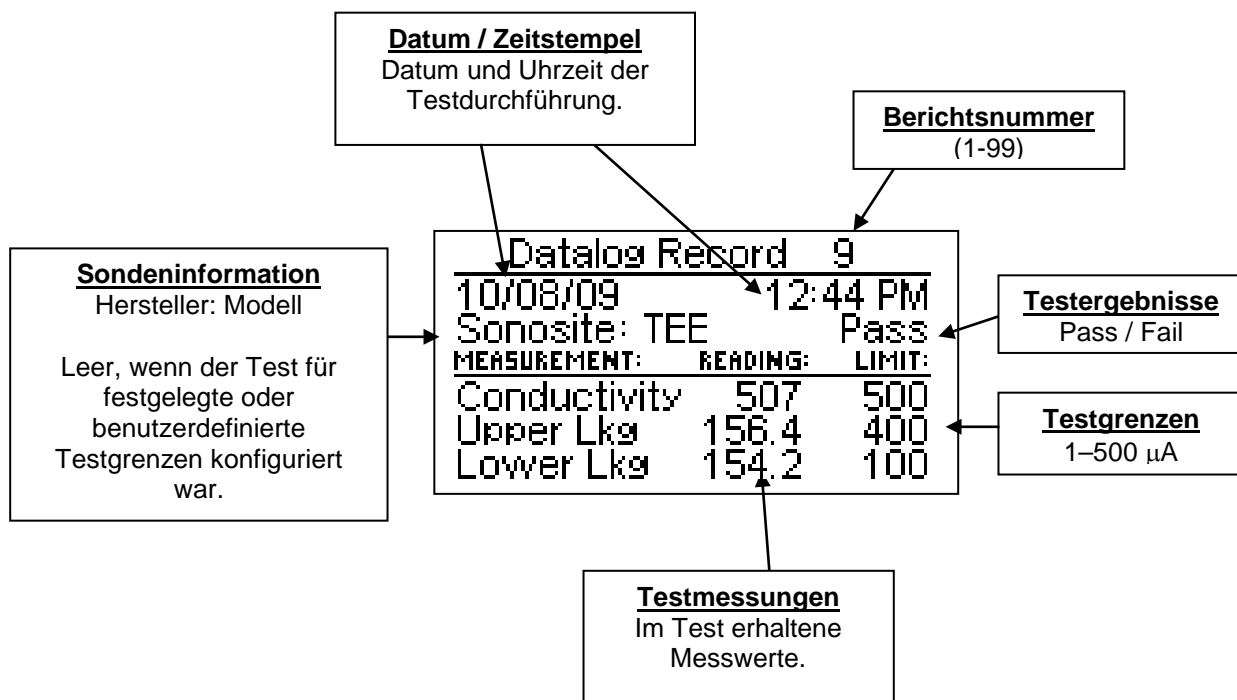 Datum / Zeitstempel
Datum und Uhrzeit der
Testdurchführung.
Berichtsnummer
(1-99)
Sondeninformation
Hersteller: Modell
Leer, wenn der Test für
festgelegte oder
benutzerdefinierte
Testgrenzen konfiguriert
war.
Datalog Record 9
10/08/09 12:44 PM
Sonosite: TEE Pass
MEASUREMENT: READING: LIMIT:
Conductivity 507 500
Upper Lkg 156.4 400
Lower Lkg 154.2 100
Testergebnisse
Pass / Fail
Testgrenzen
1–500 µA
Testmessungen
Im Test erhaltene
Messwerte.